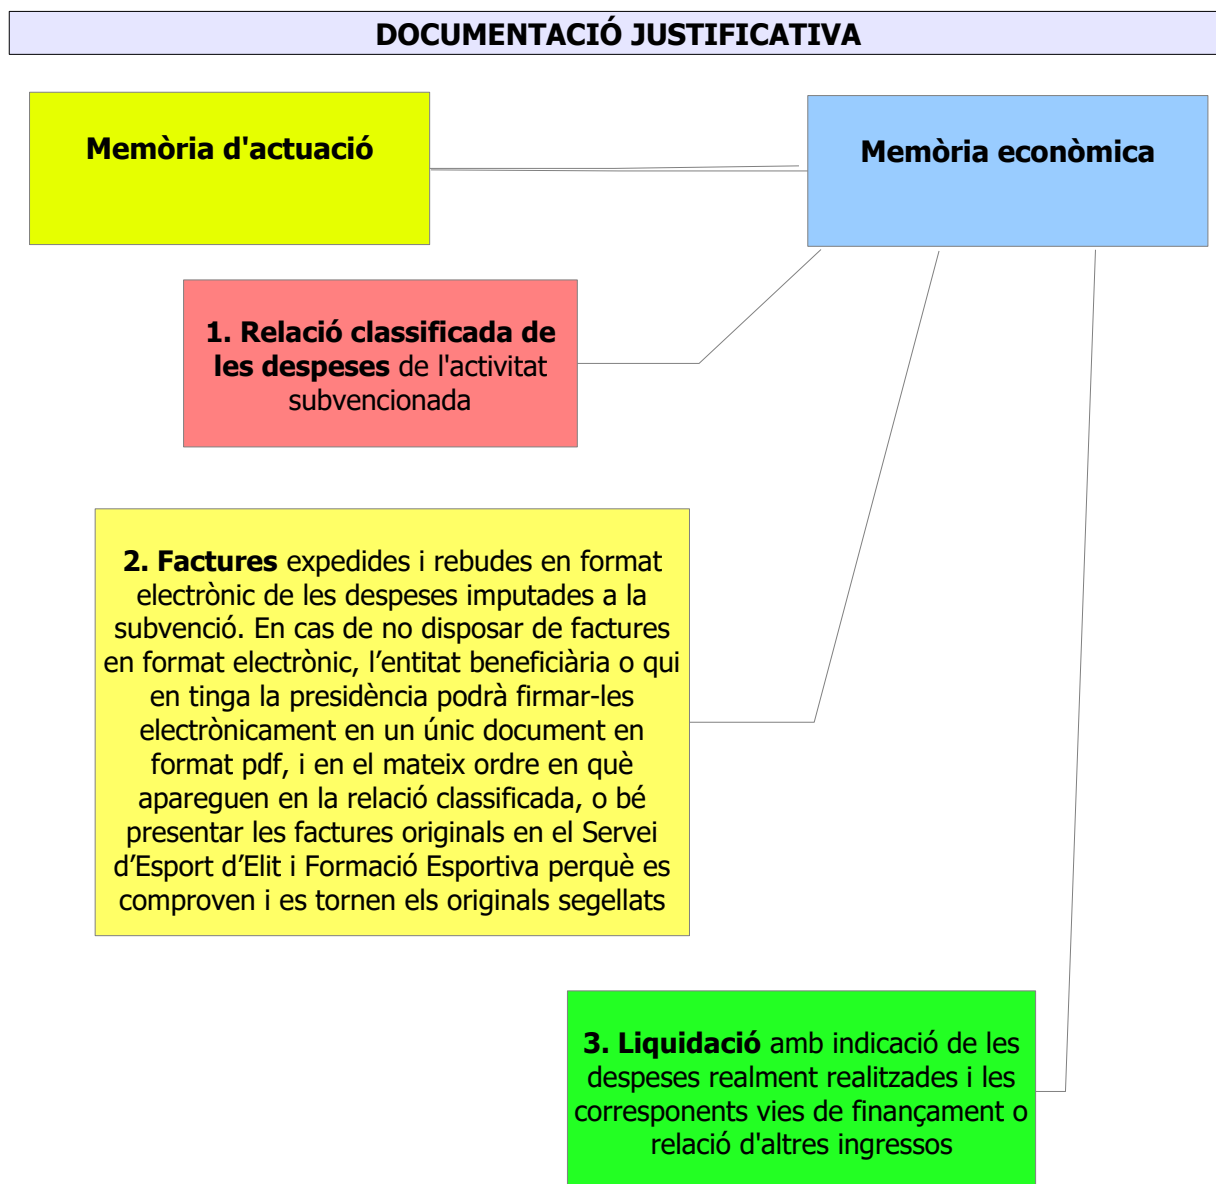 DOCUMENTACIÓ JUSTIFICATIVA
Memòria d'actuació
Memòria econòmica
1. Relació classificada de
les despeses de l'activitat
subvencionada
2. Factures expedides i rebudes en format
electrònic de les despeses imputades a la
subvenció. En cas de no disposar de factures
en format electrònic, l’entitat beneficiària o qui
en tinga la presidència podrà firmar-les
electrònicament en un únic document en
format pdf, i en el mateix ordre en què
apareguen en la relació classificada, o bé
presentar les factures originals en el Servei
d’Esport d’Elit i Formació Esportiva perquè es
comproven i es tornen els originals segellats
3. Liquidació amb indicació de les
despeses realment realitzades i les
corresponents vies de finançament o
relació d'altres ingressos